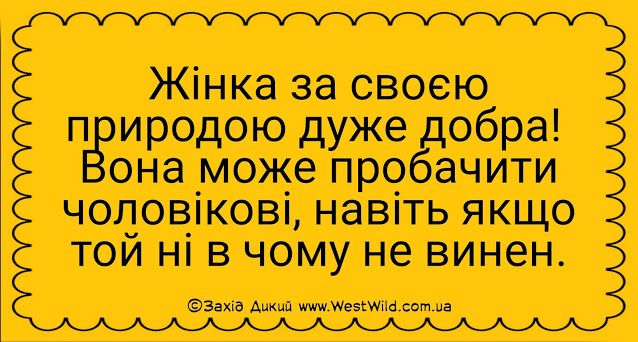 Жінка за своєю
природою дуже добра!
Вона може пробачити
чоловікові, навіть якщо
той ні в чому не винен.
©Захід Дикий www.WestWild.com.ua